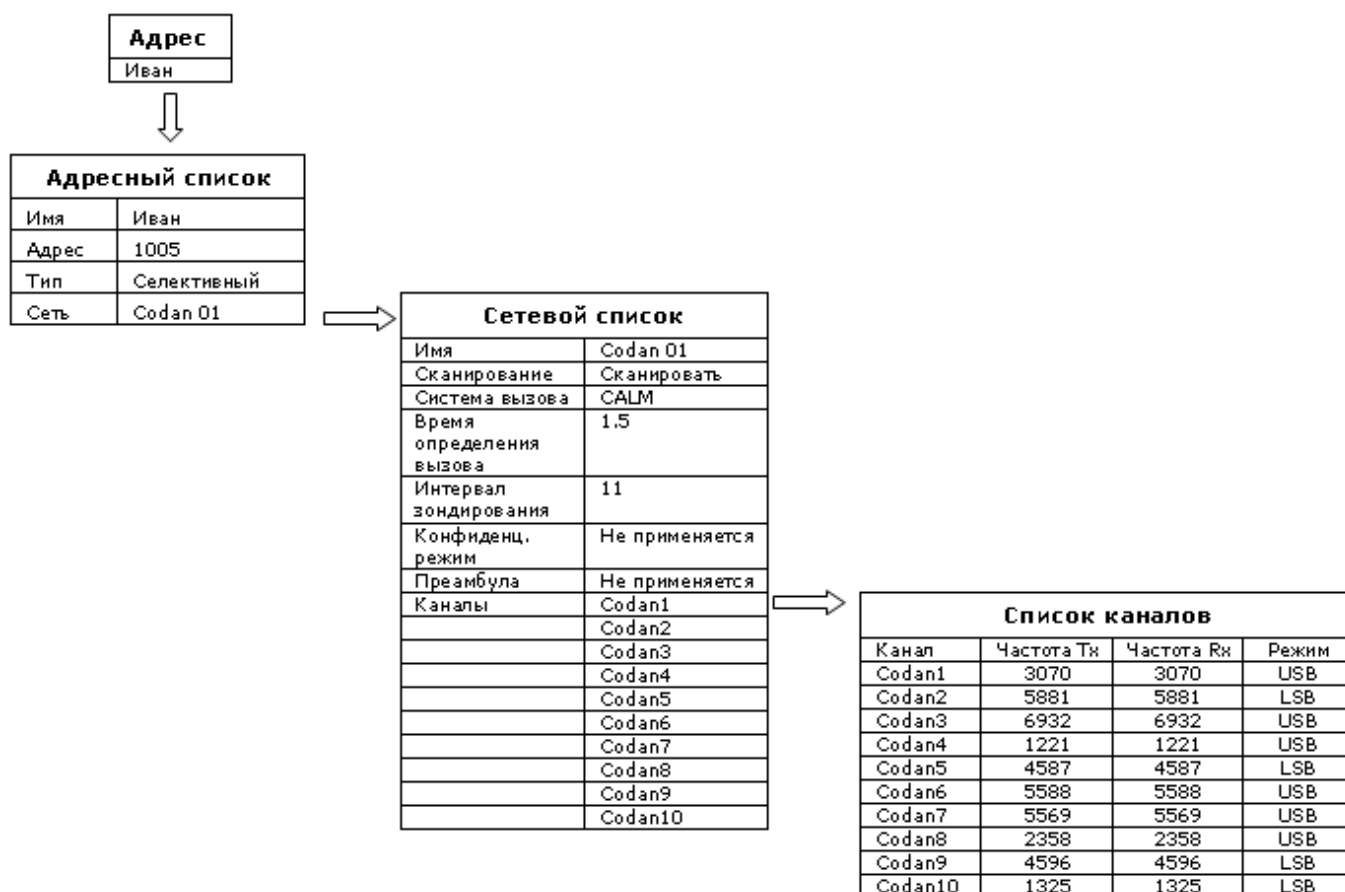 Адрес
Иван
Адресный список
Имя Иван
Адрес 1005
Тип Селективный
Сеть Codan 01
Сетевой список
Имя Codan 01
Сканирование Сканировать
Система вызова CALM
Время 1.5
определения
вызова
Интервал 11
зондирования
Конфиденц. Не применяется
режим
Преамбула Не применяется
Каналы Codan1
Codan2
Codan3
Codan4
Codan5
Codan6
Codan7
Codan8
Codan9
Codan10
Список каналов
Канал Частота Tx Частота Rx Режим
Codan1 3070 3070 USB
Codan2 5881 5881 LSB
Codan3 6932 6932 USB
Codan4 1221 1221 USB
Codan5 4587 4587 LSB
Codan6 5588 5588 USB
Codan7 5569 5569 USB
Codan8 2358 2358 USB
Codan9 4596 4596 LSB
Codan10 1325 1325 LSB